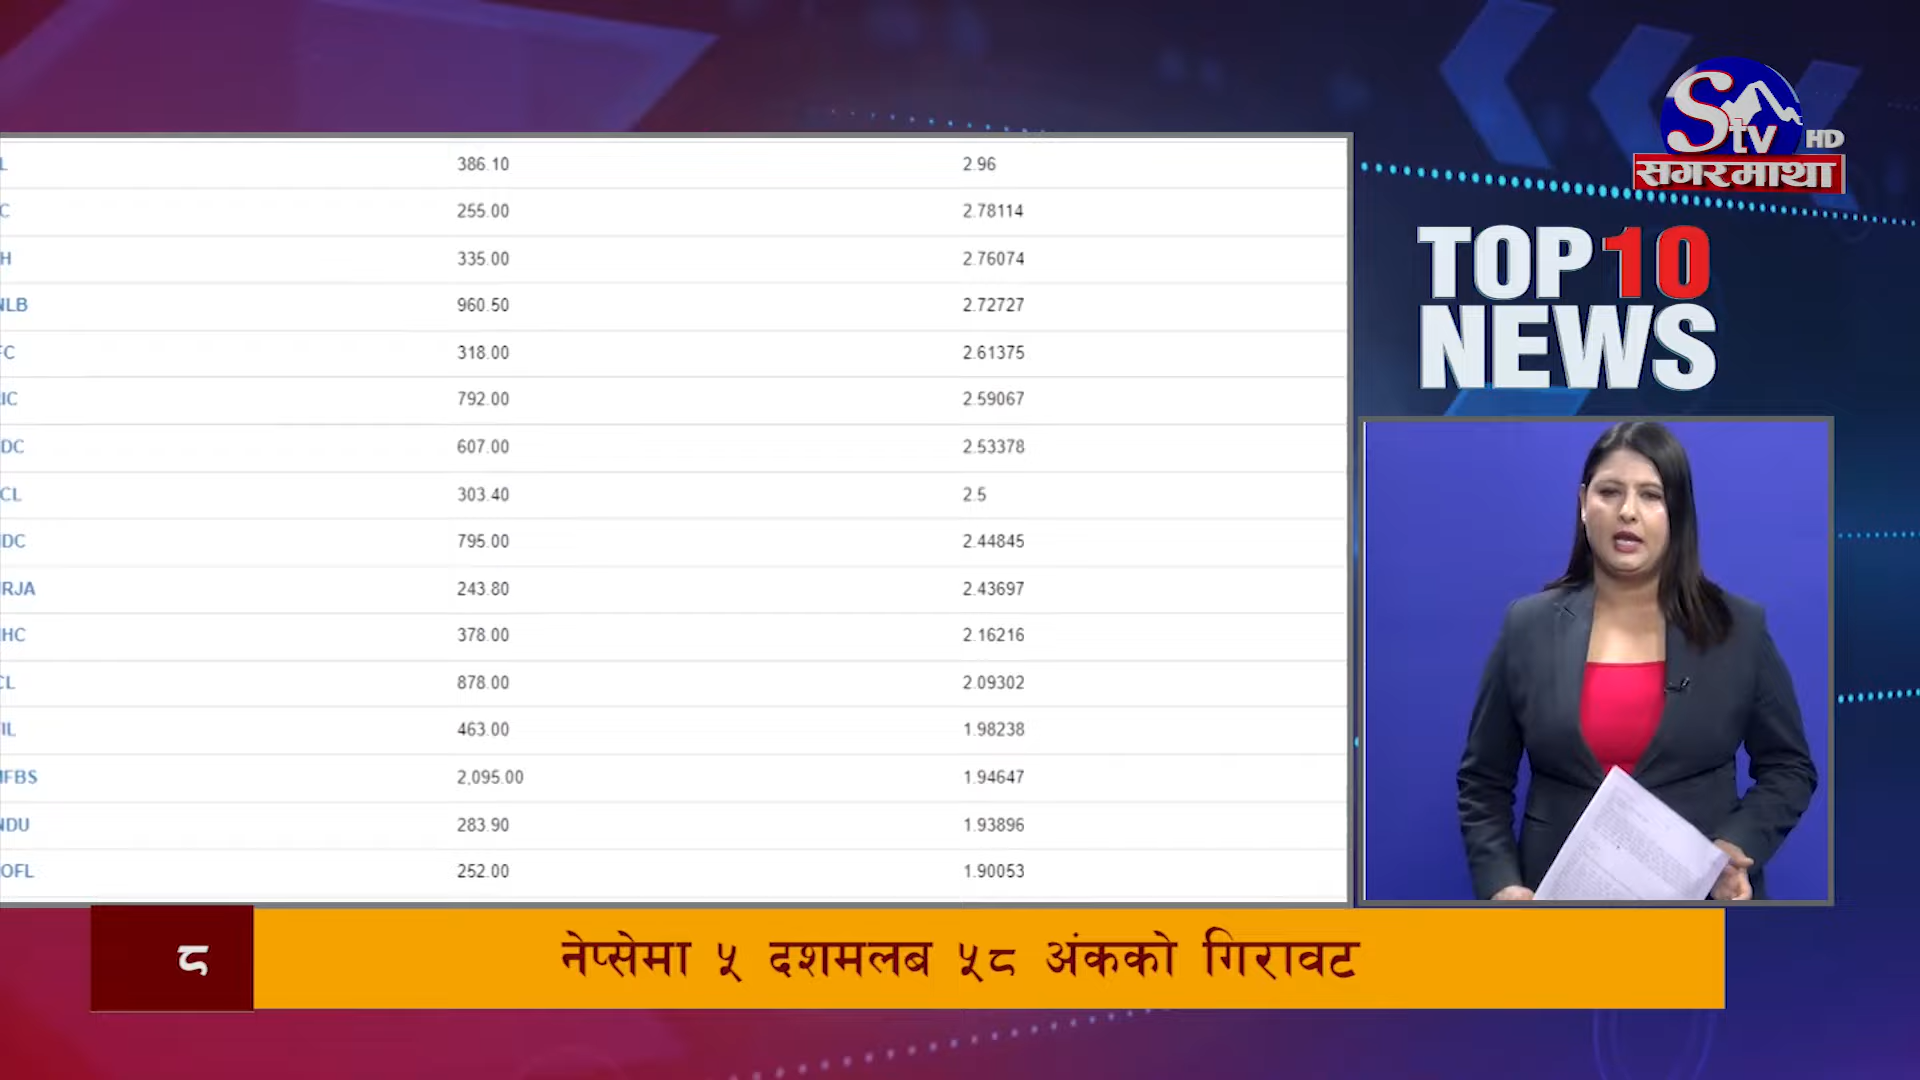 L 386.10 2.96
C 255.00 2.78114
H 335.00 2.76074
NLB 960.50 2.72727
FC 318.00 2.61375
IC 792.00 2.59067
DC 607.00 2.53378
CL 303.40 2.5
DC 795.00 2.44845
RJA 243.80 2.43697
HC 378.00 2.16216
CL 878.00 2.09302
IL 463.00 1.98238
MFBS 2,095.00 1.94647
NDU 283.90 1.93896
OFL 252.00 1.90053
Stv HD
सगरमाथा
TOP 10
NEWS
८ नेप्सेमा ५ दशमलब ५८ अंकको गिरावट